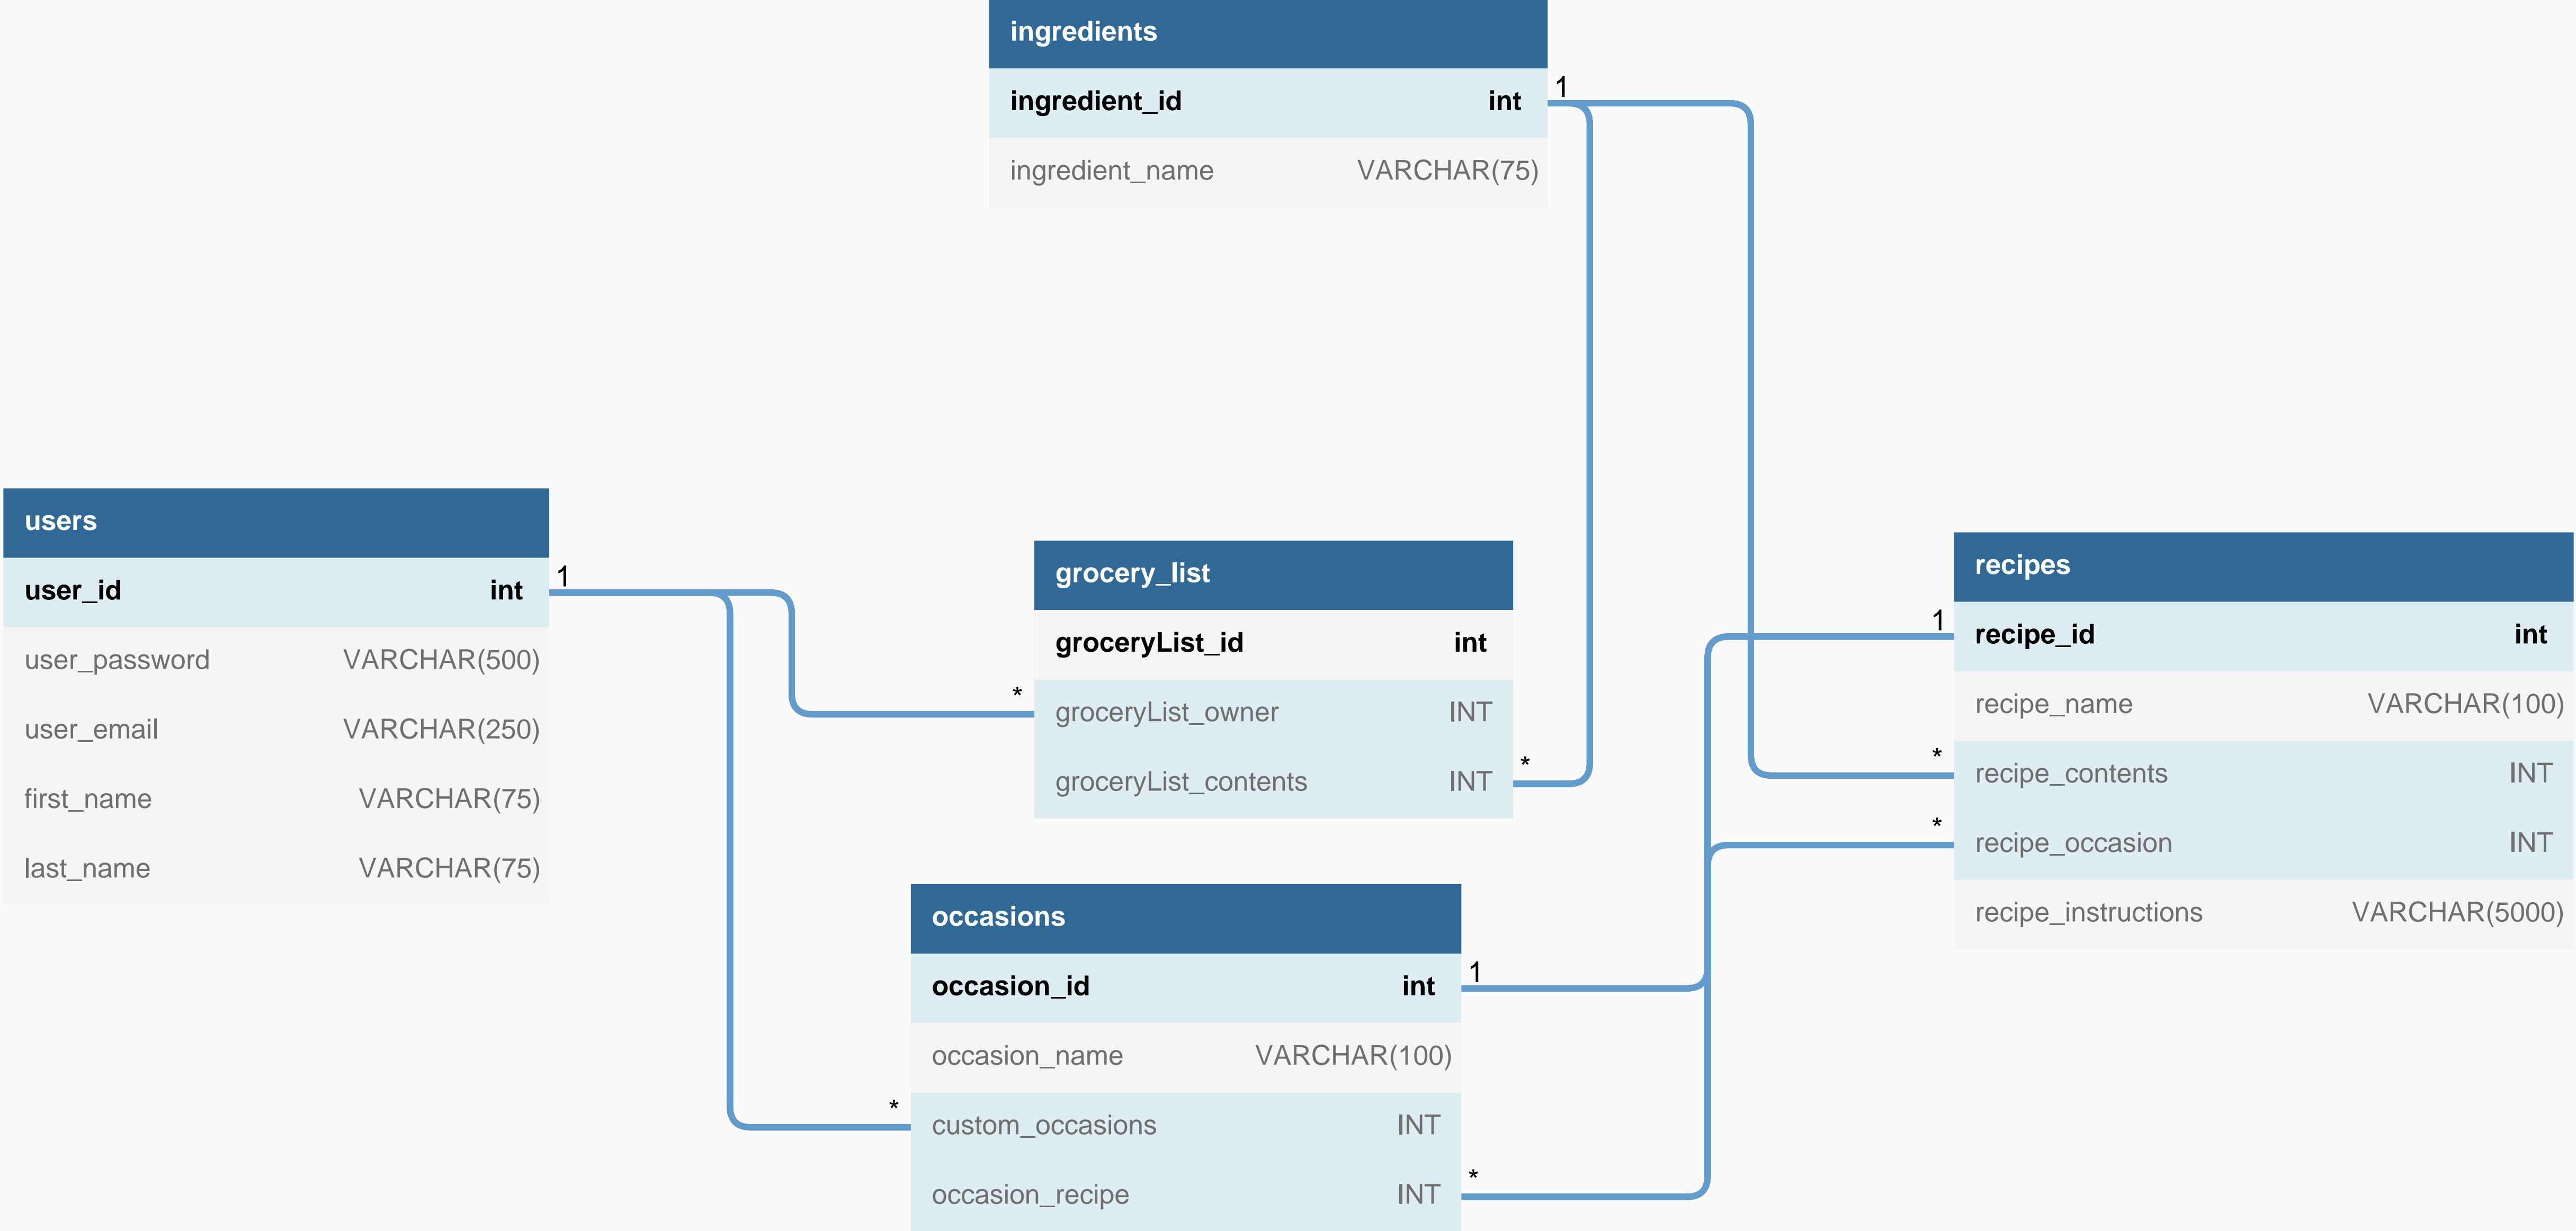 ingredients
ingredient_id int
ingredient_name VARCHAR(75)
users
user_id int
user_password VARCHAR(500)
user_email VARCHAR(250)
first_name VARCHAR(75)
last_name VARCHAR(75)
grocery_list
groceryList_id int
groceryList_owner INT
groceryList_contents INT
recipes
recipe_id int
recipe_name VARCHAR(100)
recipe_contents INT
recipe_occasion INT
recipe_instructions VARCHAR(5000)
occasions
occasion_id int
occasion_name VARCHAR(100)
custom_occasions INT
occasion_recipe INT
1
1
*
*
1
*
*
1
*
*